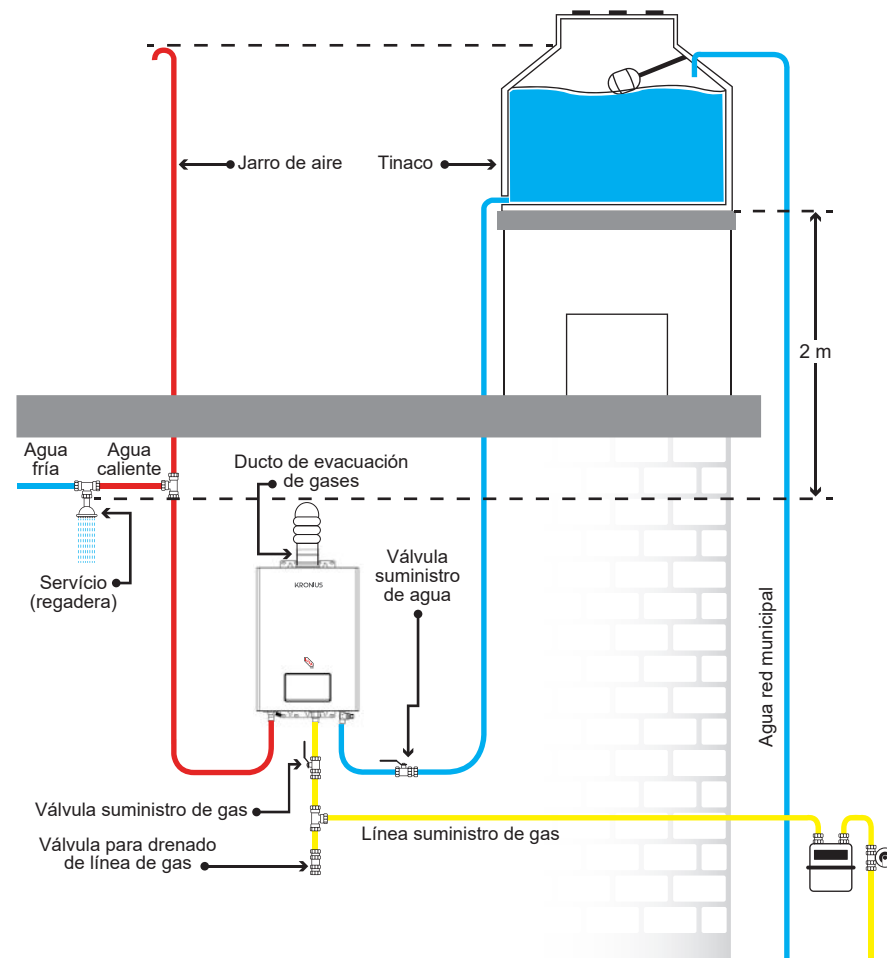 Jarro de aire
Tinaco
2 m
Agua
fría
Agua
caliente
Ducto de evacuación
de gases
Válvula
suministro
de agua
Servício
(regadera)
KRONIUS
Agua red municipal
Válvula suministro de gas
Línea suministro de gas
Válvula para drenado
de línea de gas